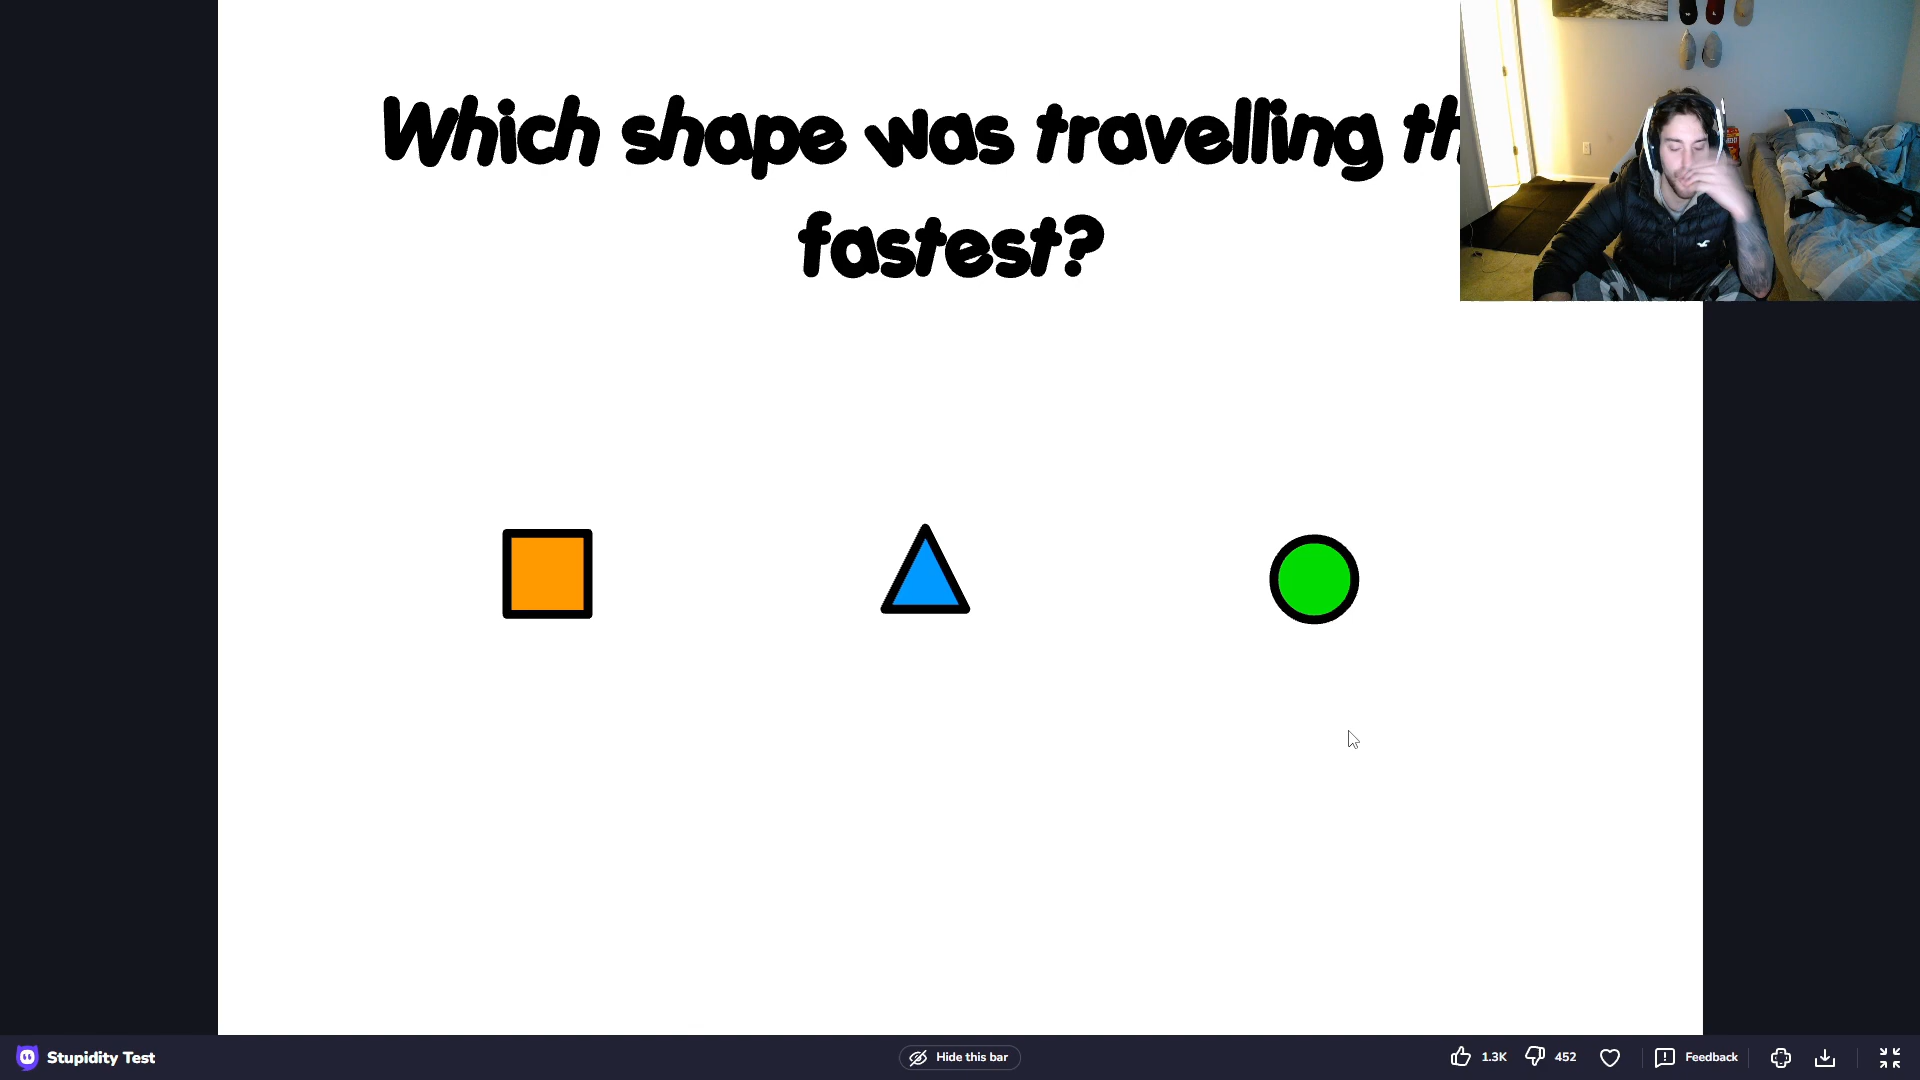 Which shape was travelling th
fastest?
Stupidity Test
Hide this bar
1.3K
452
Feedback